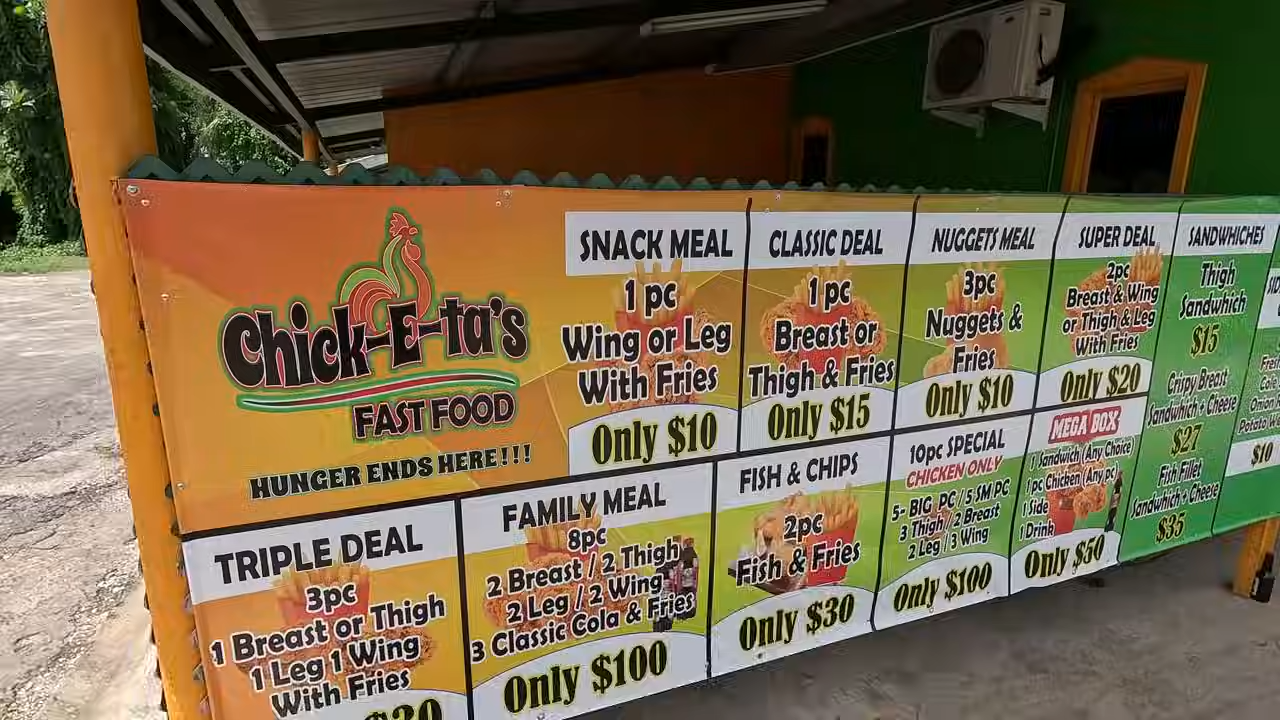 Chick-E-ta's
FAST FOOD
HUNGER ENDS HERE!!!
SNACK MEAL
1 pc
Wing or Leg
With Fries
Only $10
CLASSIC DEAL
1pc
Breast or
Thigh & Fries
Only $15
NUGGETS MEAL
3pc
Nuggets &
Fries
Only $10
SUPER DEAL
2pc
Breast & Wing
or Thigh & Leg
With Fries
Only $20
SANDWHICHES
Thigh
Sandwhich
$15
Crispy Breast
Sandwhich + Cheese
$27
Fish Fillet
Sandwhich + Cheese
$35
$10
TRIPLE DEAL
3pc
1 Breast or Thigh
1 Leg 1 Wing
With Fries
FAMILY MEAL
8pc
2 Breast / 2 Thigh
2 Leg / 2 Wing
3 Classic Cola & Fries
Only $100
FISH & CHIPS
2pc
Fish & Fries
Only $30
10pc SPECIAL
CHICKEN ONLY
5- BIG PC / 5 SM PC
3 Thigh / 2 Breast
2 Leg / 3 Wing
Only $100
MEGA BOX
1 Sandwich (Any Choice
1 pc Chicken (Any pc)
1 Side
1 Drink
Only $50